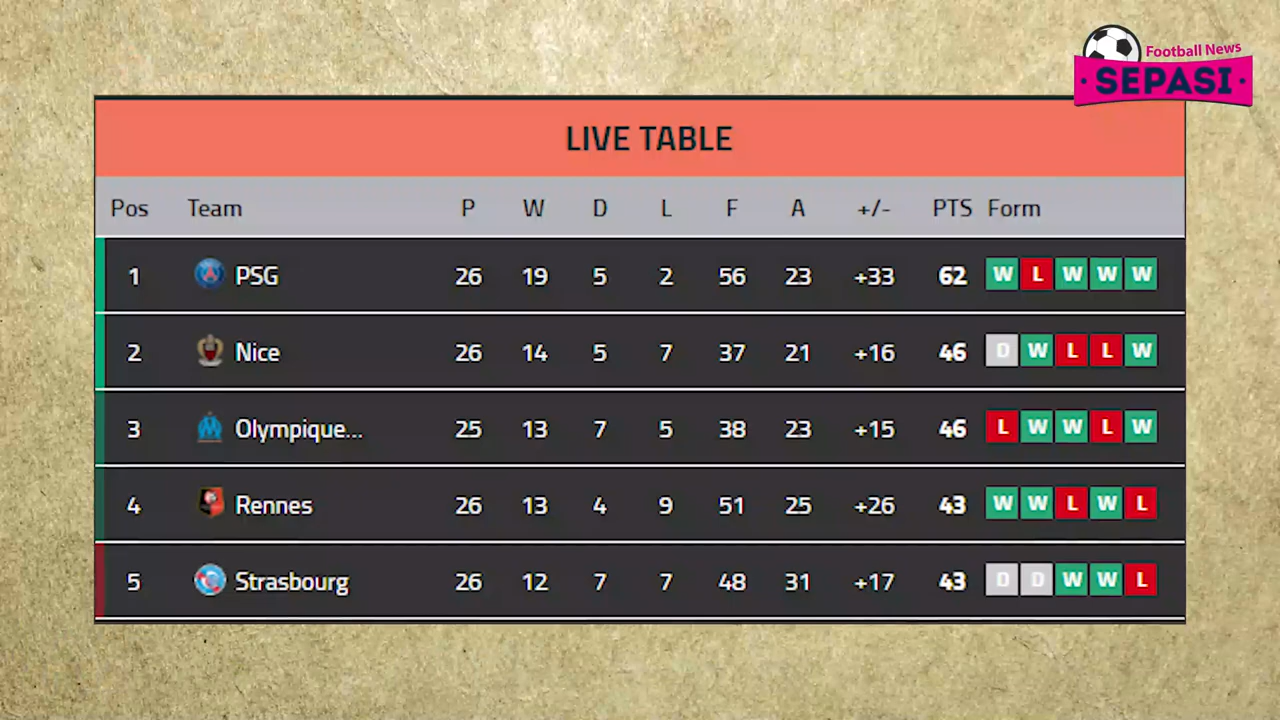 Football News
SEPASI
LIVE TABLE
Pos Team P W D L F A +/- PTS Form
1 PSG 26 19 5 2 56 23 +33 62 W L W W W
2 Nice 26 14 5 7 37 21 +16 46 D W L L W
3 Olympique... 25 13 7 5 38 23 +15 46 L W W L W
4 Rennes 26 13 4 9 51 25 +26 43 W W L W L
5 Strasbourg 26 12 7 7 48 31 +17 43 D D W W L